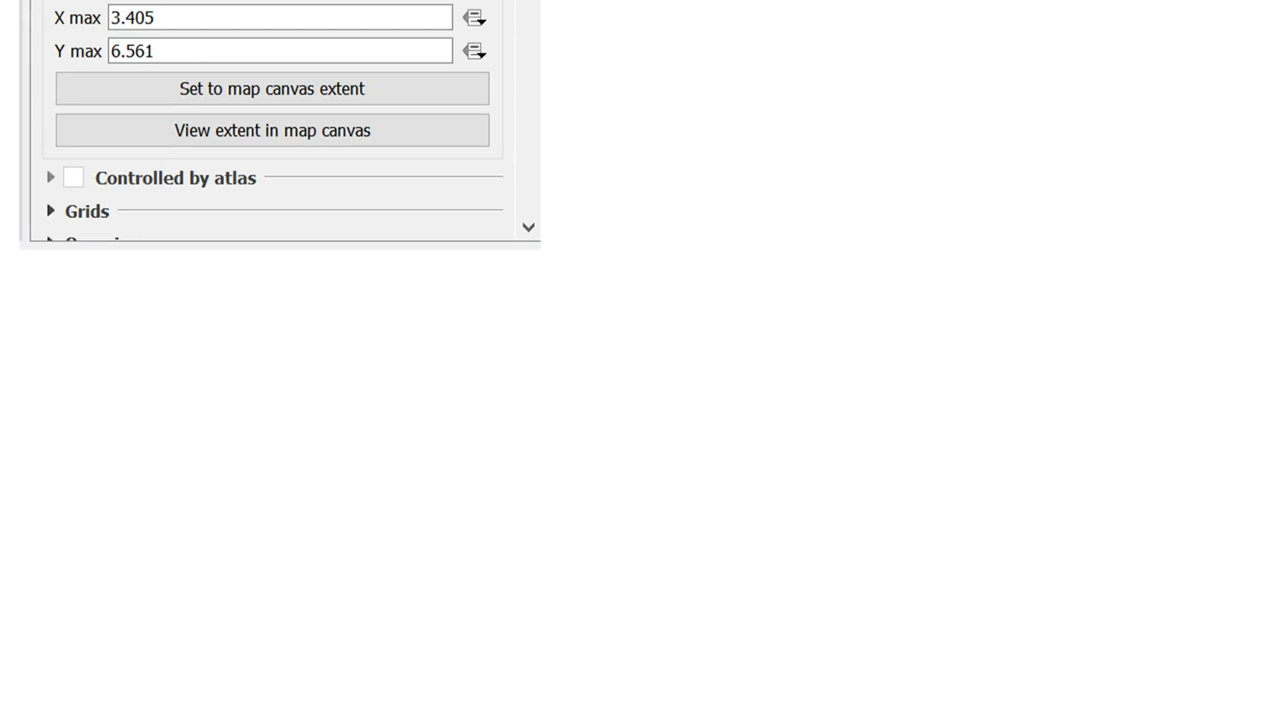 X max 3.405
Y max 6.561
Set to map canvas extent
View extent in map canvas
Controlled by atlas
Grids